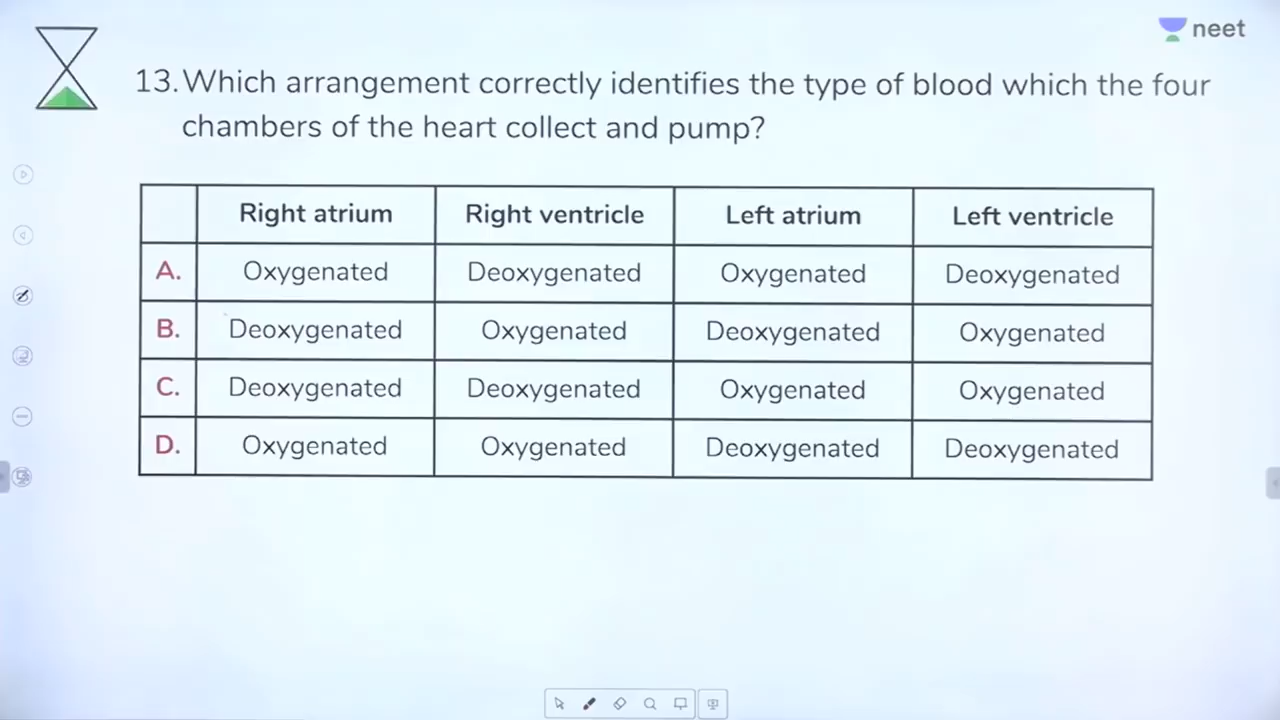 neet
13. Which arrangement correctly identifies the type of blood which the four
chambers of the heart collect and pump?
Right atrium Right ventricle Left atrium Left ventricle
A. Oxygenated Deoxygenated Oxygenated Deoxygenated
B. Deoxygenated Oxygenated Deoxygenated Oxygenated
C. Deoxygenated Deoxygenated Oxygenated Oxygenated
D. Oxygenated Oxygenated Deoxygenated Deoxygenated